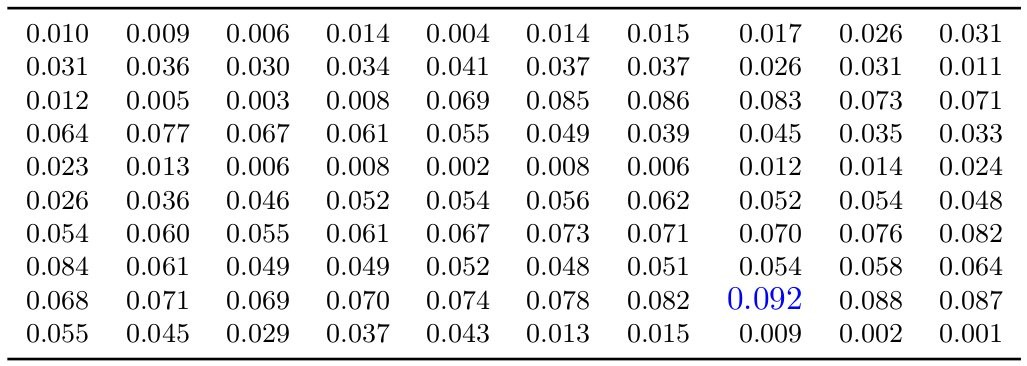 0.010 0.009 0.006 0.014 0.004 0.014 0.015 0.017 0.026 0.031
0.031 0.036 0.030 0.034 0.041 0.037 0.037 0.026 0.031 0.011
0.012 0.005 0.003 0.008 0.069 0.085 0.086 0.083 0.073 0.071
0.064 0.077 0.067 0.061 0.055 0.049 0.039 0.045 0.035 0.033
0.023 0.013 0.006 0.008 0.002 0.008 0.006 0.012 0.014 0.024
0.026 0.036 0.046 0.052 0.054 0.056 0.062 0.052 0.054 0.048
0.054 0.060 0.055 0.061 0.067 0.073 0.071 0.070 0.076 0.082
0.084 0.061 0.049 0.049 0.052 0.048 0.051 0.054 0.058 0.064
0.068 0.071 0.069 0.070 0.074 0.078 0.082 0.092 0.088 0.087
0.055 0.045 0.029 0.037 0.043 0.013 0.015 0.009 0.002 0.001